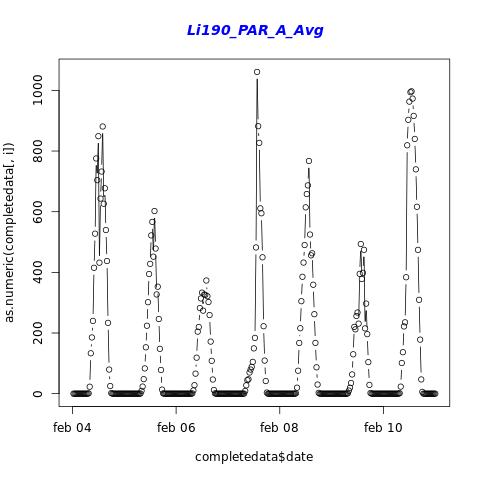 Li190_PAR_A_Avg
as.numeric(completedata[, i])
1000
800
600
400
200
0
feb 04
feb 06
feb 08
feb 10
completedata$date